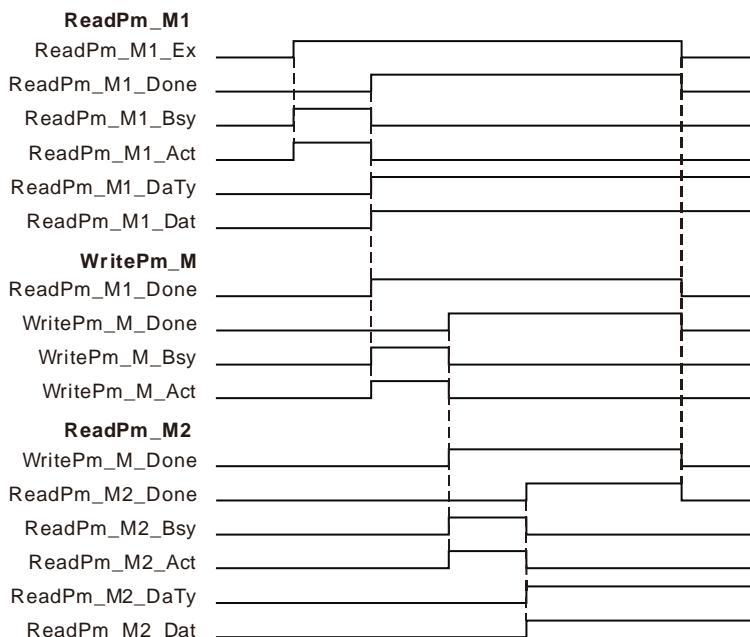 ReadPm_M1
ReadPm_M1_Ex
ReadPm_M1_Done
ReadPm_M1_Bsy
ReadPm_M1_Act
ReadPm_M1_DaTy
ReadPm_M1_Dat
WritePm_M
ReadPm_M1_Done
WritePm_M_Done
WritePm_M_Bsy
WritePm_M_Act
ReadPm_M2
WritePm_M_Done
ReadPm_M2_Done
ReadPm_M2_Bsy
ReadPm_M2_Act
ReadPm_M2_DaTy
ReadPm_M2_Dat